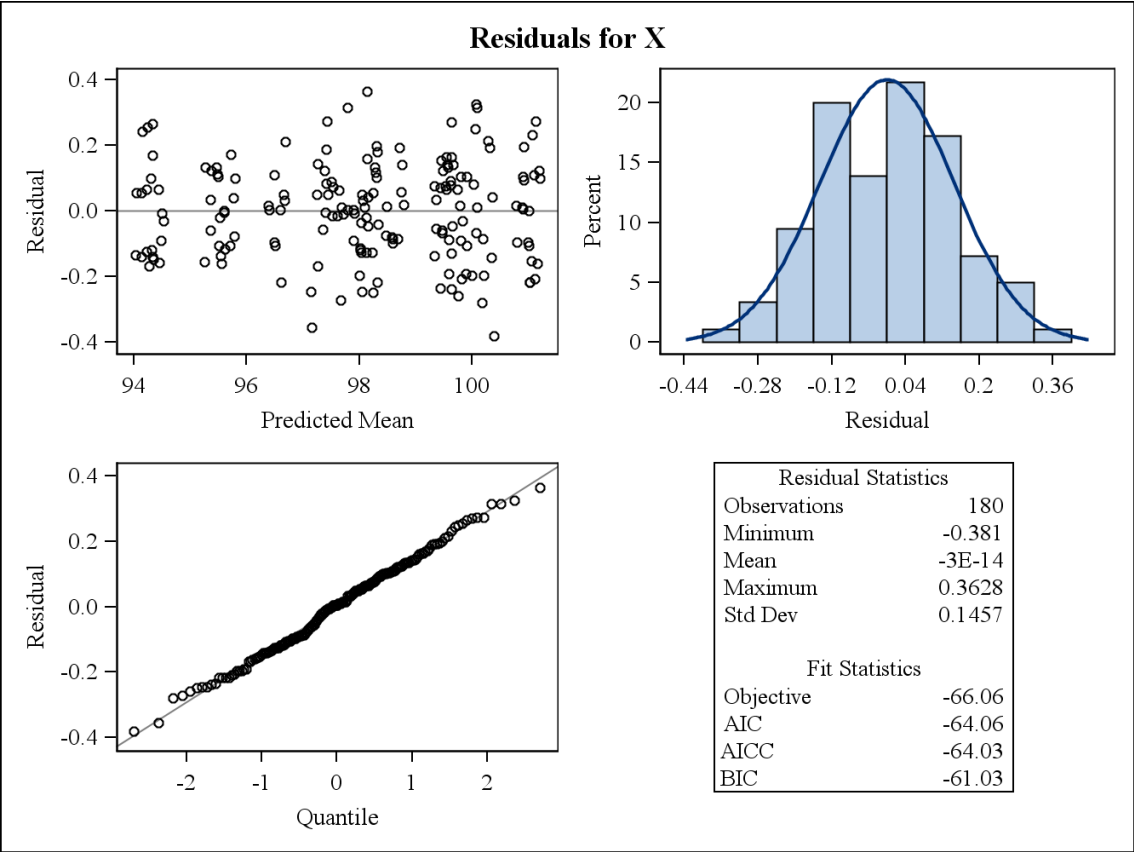 Residuals for X
0.4
0.2
0.0
-0.2
-0.4
Residual
94 96 98 100
Predicted Mean
20
15
10
5
0
Percent
-0.44 -0.28 -0.12 0.04 0.2 0.36
Residual
0.4
0.2
0.0
-0.2
-0.4
Residual
-2 -1 0 1 2
Quantile
Residual Statistics
Observations 180
Minimum -0.381
Mean -3E-14
Maximum 0.3628
Std Dev 0.1457
Fit Statistics
Objective -66.06
AIC -64.06
AICC -64.03
BIC -61.03